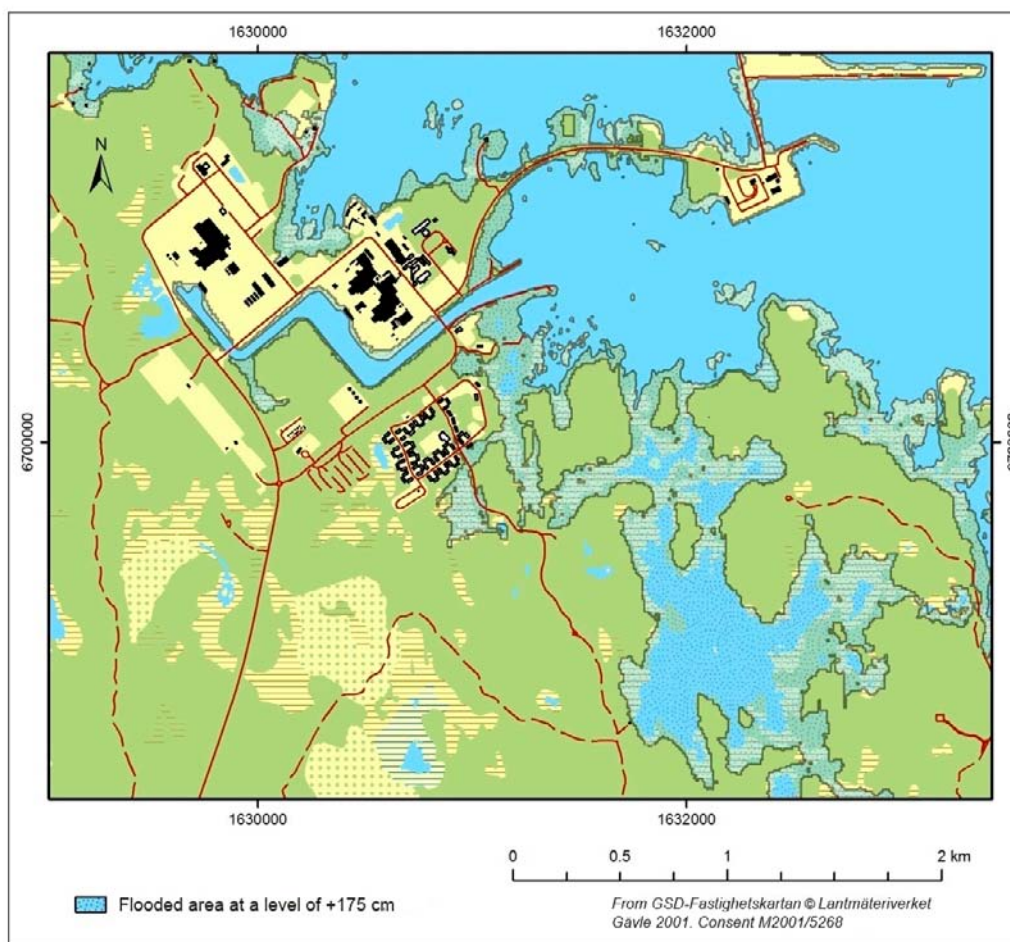 1630000 1632000
N
6700000
1630000 1632000
0 0.5 1 2 km
Flooded area at a level of +175 cm
From GSD-Fastighetskartan © Lantmäteriverket
Gävle 2001. Consent M2001/5268